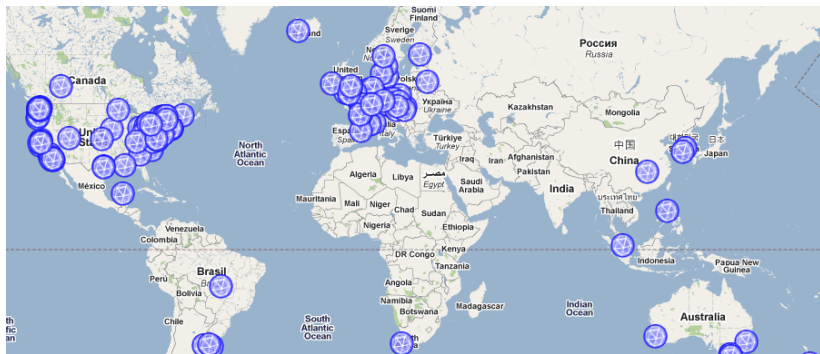 Suomi
Finland
Sverige
Sweden
Россия
Russia
Canada
United
Polsk
Україна
Ukraine
Kazakhstan
Mongolia
North
Atlantic
Ocean
Italy
Türkiye
Turkey
中国
China
日本
Japan
México
Algeria
Libya
مصر
Egypt
Iraq
Iran
Afghanistan
Pakistan
Saudi
Arabia
India
ประเทศไทย
Thailand
Mauritania
Mali
Niger
Chad
Sudan
Nigeria
Ethiopia
Venezuela
Colombia
DR Congo
Kenya
Tanzania
Indonesia
Papua New
Guinea
Perú
Brasil
Bolivia
Angola
Namibia
Botswana
Madagascar
Chile
South
Atlantic
Ocean
Indian
Ocean
Australia